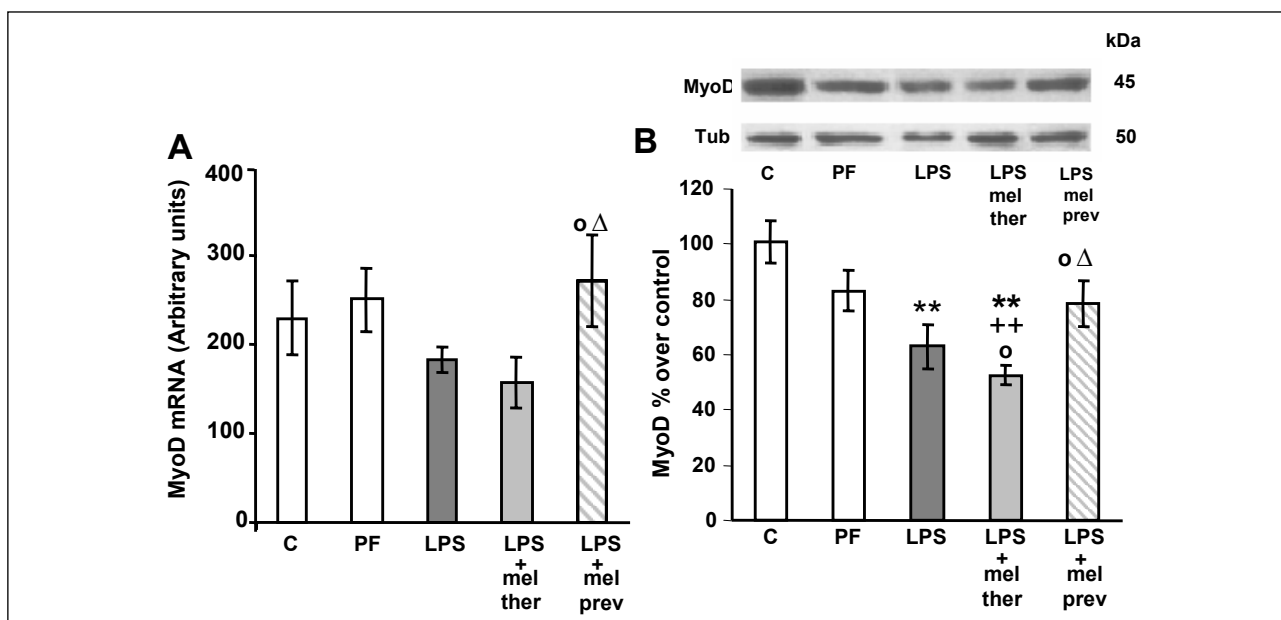 A
MyoD mRNA (Arbitrary units)
400
300
200
100
0
o Δ
C PF LPS LPS LPS
+ +
mel mel
ther prev
B
kDa
MyoD 45
Tub 50
C PF LPS LPS LPS
mel mel
ther prev
MyoD % over control
120
100
80
60
40
20
0
**
**
++
o
o Δ
C PF LPS LPS LPS
+ +
mel mel
ther prev